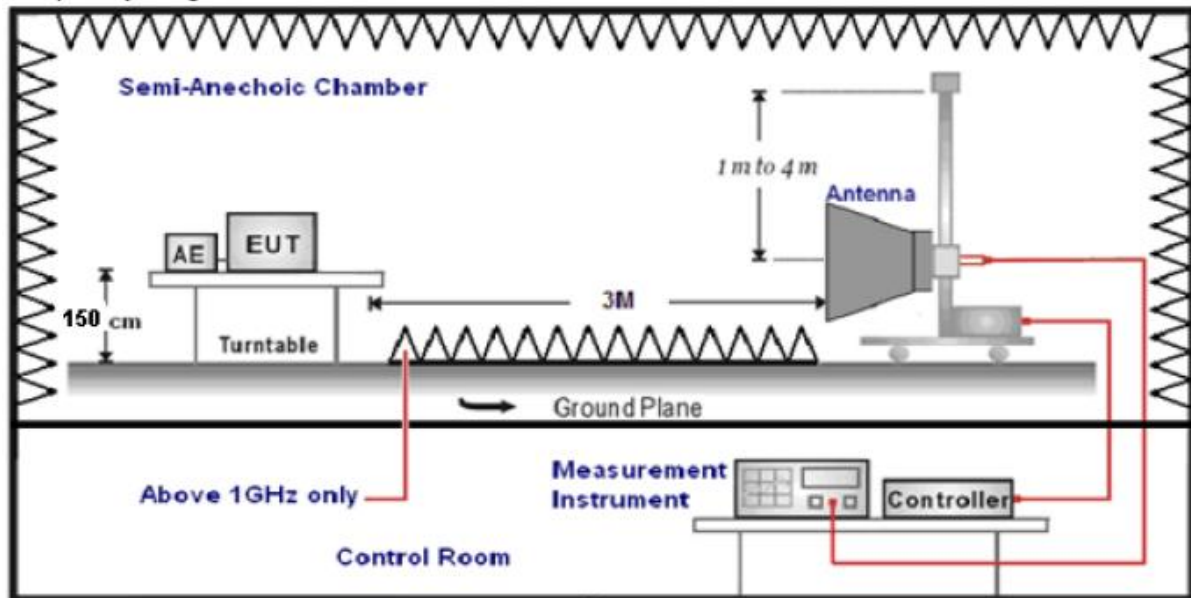 Semi-Anechoic Chamber
1 m to 4 m
Antenna
AE
EUT
3M
150 cm
Turntable
Ground Plane
Above 1GHz only
Measurement
Instrument
Controller
Control Room